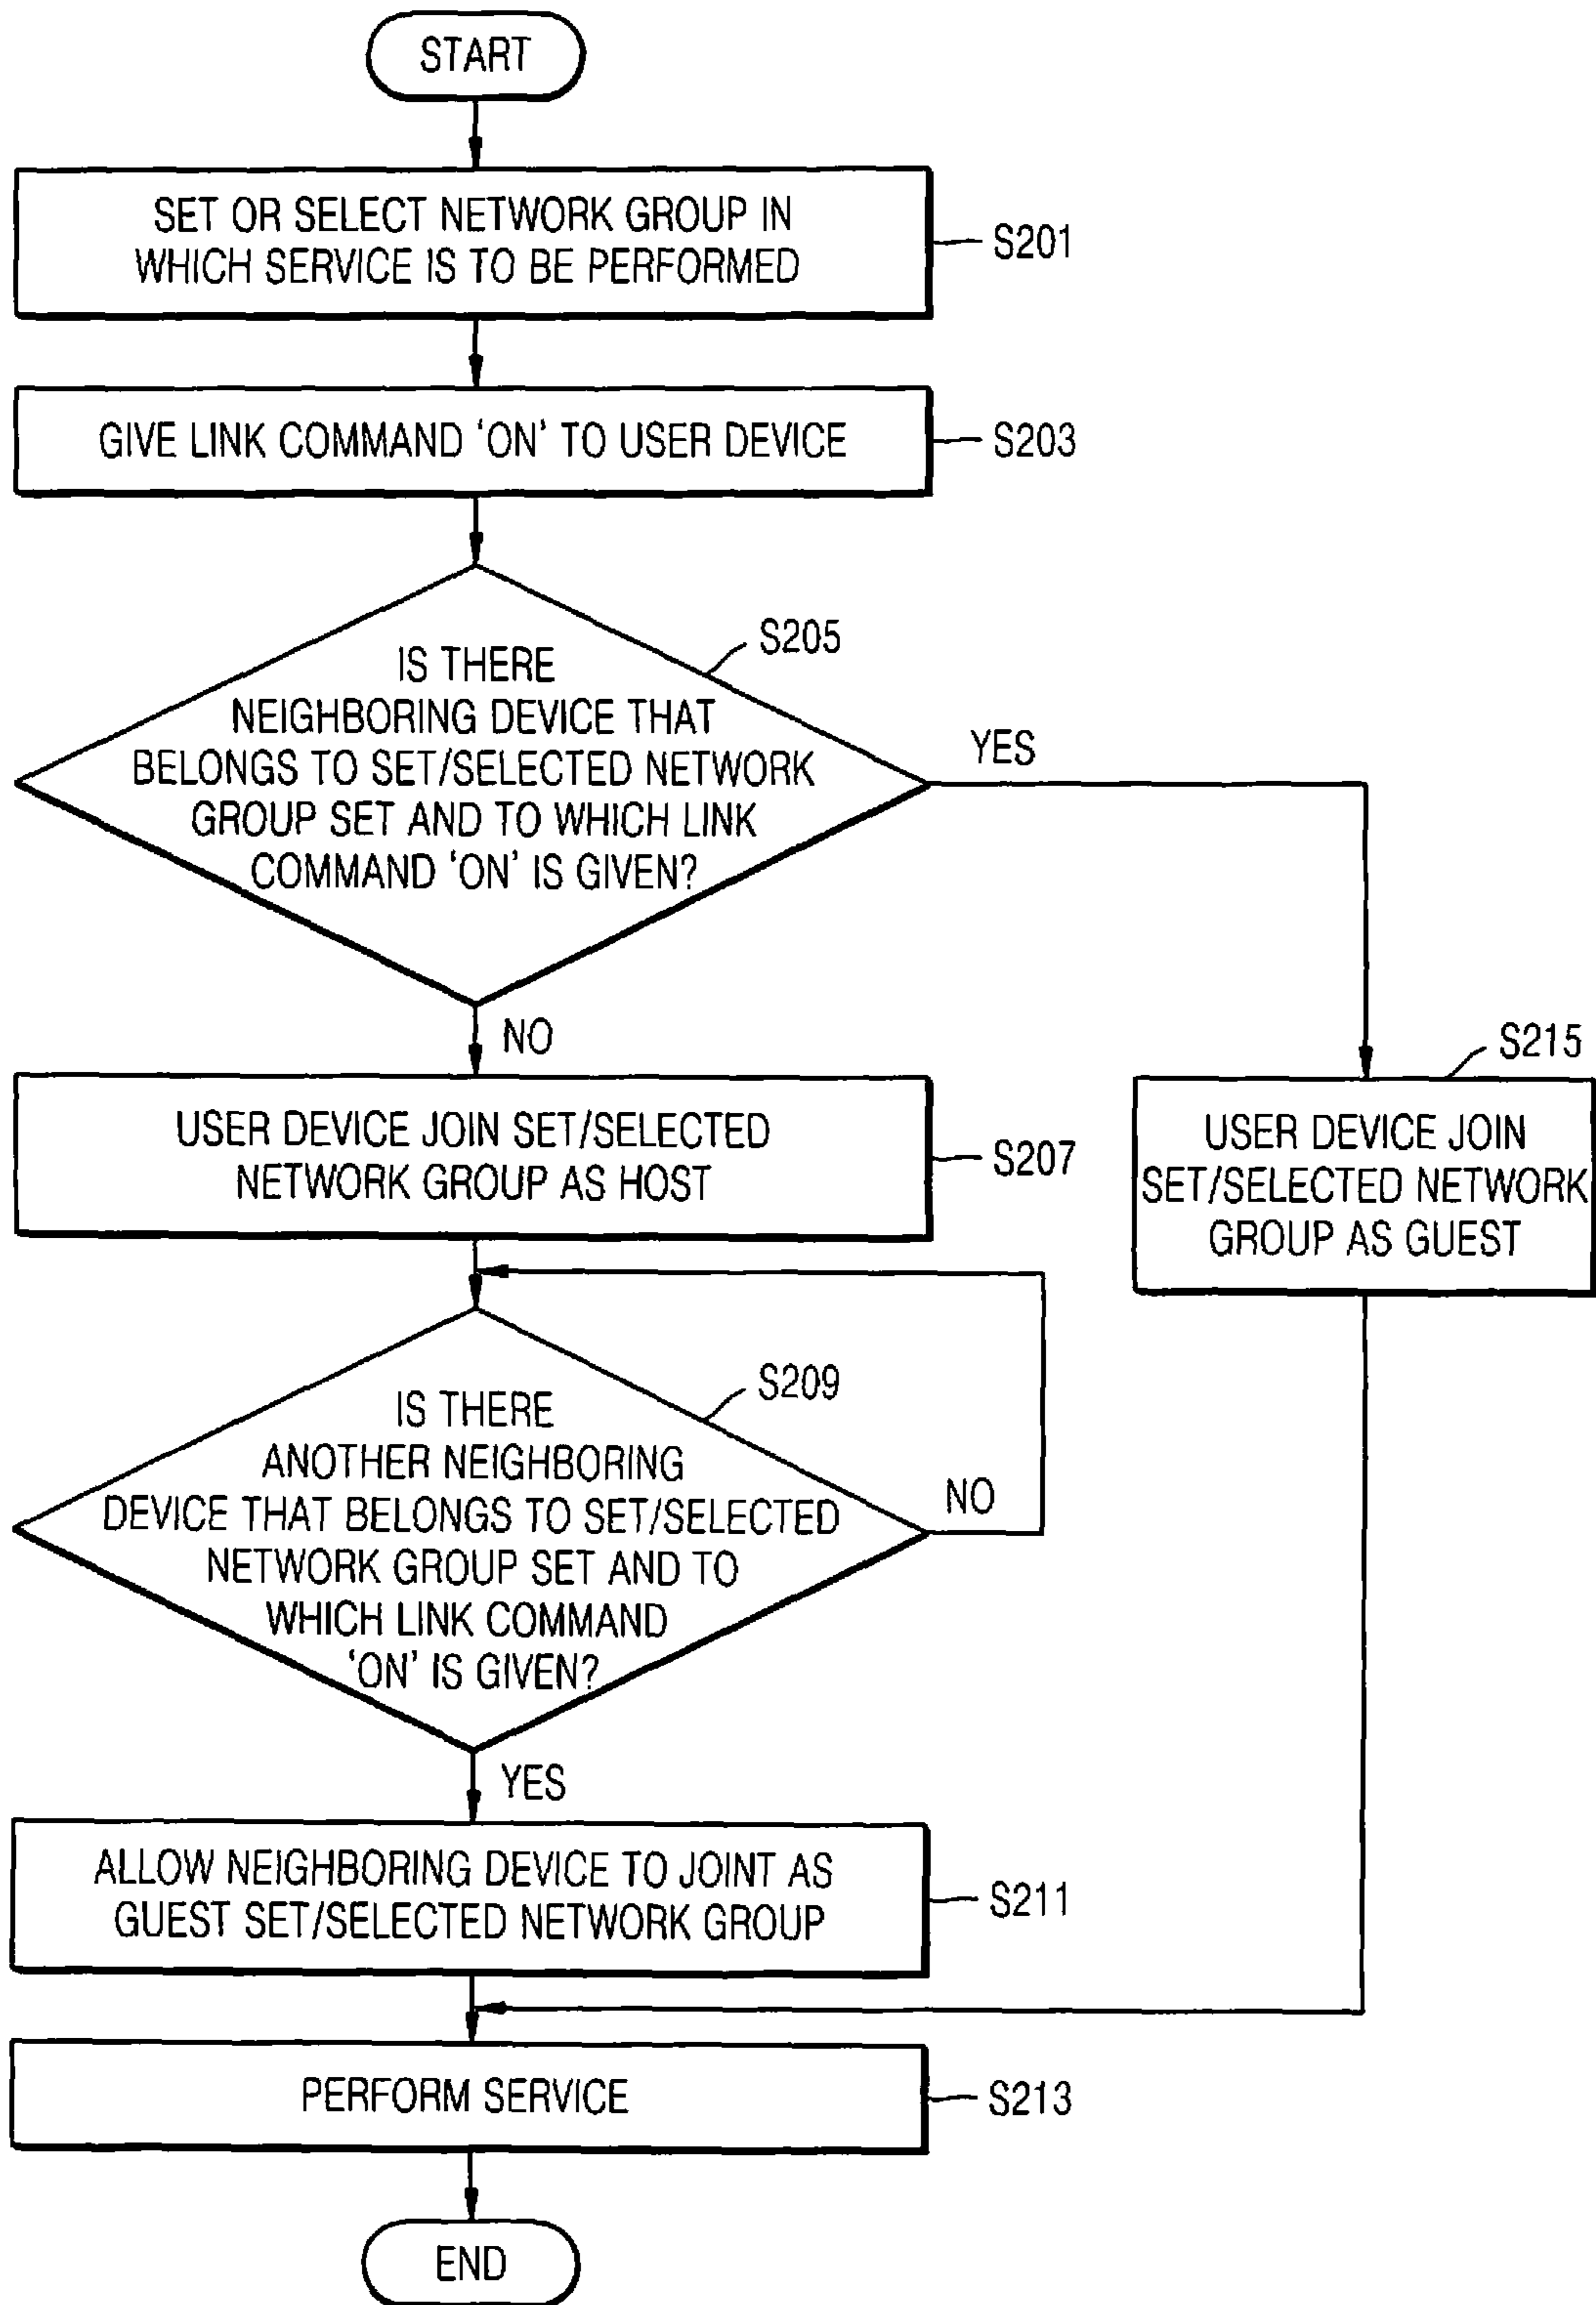 START
SET OR SELECT NETWORK GROUP IN
WHICH SERVICE IS TO BE PERFORMED
S201
GIVE LINK COMMAND ‘ON’ TO USER DEVICE
S203
S205
IS THERE
NEIGHBORING DEVICE THAT
BELONGS TO SET/SELECTED NETWORK
GROUP SET AND TO WHICH LINK
COMMAND ‘ON’ IS GIVEN?
YES
NO
USER DEVICE JOIN SET/SELECTED
NETWORK GROUP AS HOST
S207
S215
USER DEVICE JOIN
SET/SELECTED NETWORK
GROUP AS GUEST
S209
IS THERE
ANOTHER NEIGHBORING
DEVICE THAT BELONGS TO SET/SELECTED
NETWORK GROUP SET AND TO
WHICH LINK COMMAND
‘ON’ IS GIVEN?
NO
YES
ALLOW NEIGHBORING DEVICE TO JOINT AS
GUEST SET/SELECTED NETWORK GROUP
S211
PERFORM SERVICE
S213
END